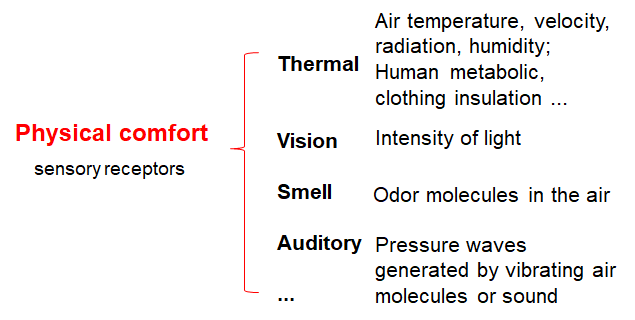 Physical comfort
sensory receptors
Thermal
Air temperature, velocity,
radiation, humidity;
Human metabolic,
clothing insulation ...
Vision
Intensity of light
Smell
Odor molecules in the air
Auditory
Pressure waves
generated by vibrating air
molecules or sound
...